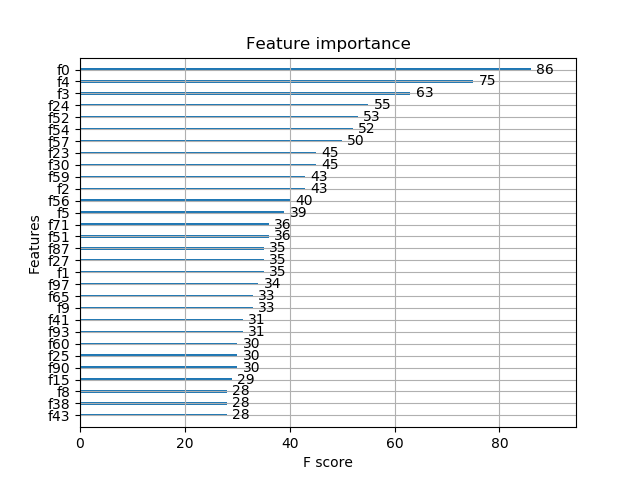 Feature importance
f0 86
f4 75
f3 63
f24 55
f52 53
f54 52
f57 50
f23 45
f30 45
f59 43
f2 43
f56 40
f5 39
f71 36
f51 36
f87 35
f27 35
f1 35
f97 34
f65 33
f9 33
f41 31
f93 31
f60 30
f25 30
f90 30
f15 29
f8 28
f38 28
f43 28
Features
0 20 40 60 80
F score